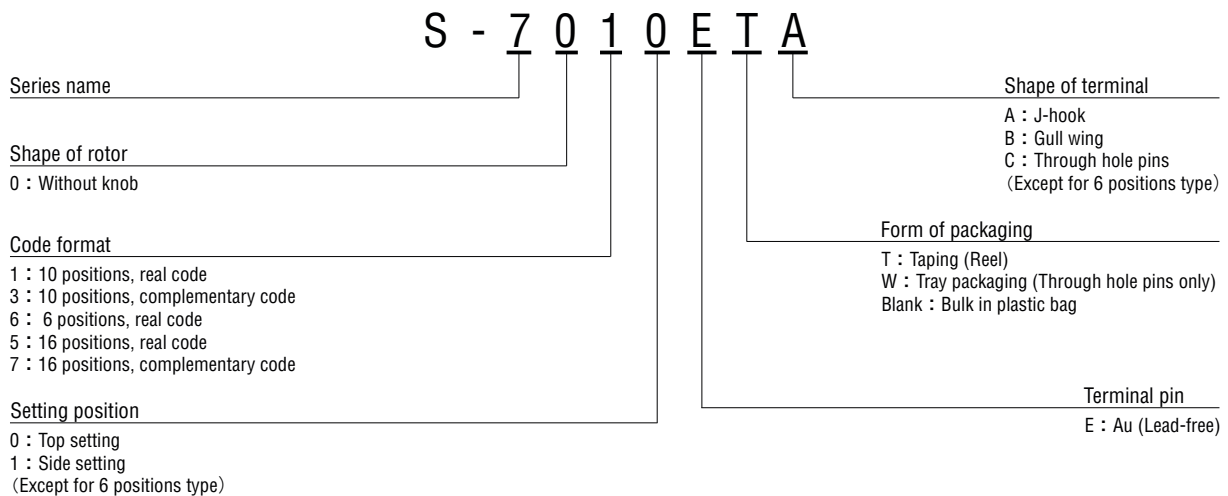 S - 7 0 1 0 E T A
Series name
Shape of rotor
0：Without knob
Code format
1：10 positions, real code
3：10 positions, complementary code
6： 6 positions, real code
5：16 positions, real code
7：16 positions, complementary code
Setting position
0：Top setting
1：Side setting
（Except for 6 positions type）
Shape of terminal
A：J-hook
B：Gull wing
C：Through hole pins
（Except for 6 positions type）
Form of packaging
T：Taping (Reel)
W：Tray packaging (Through hole pins only)
Blank：Bulk in plastic bag
Terminal pin
E：Au (Lead-free)